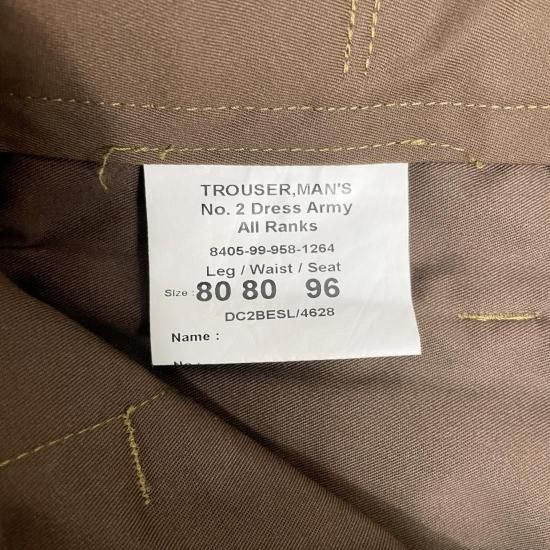 TROUSER,MAN'S
No. 2 Dress Army
All Ranks
8405-99-958-1264
Leg / Waist / Seat
Size : 80 80 96
DC2BESL/4628
Name :
No :